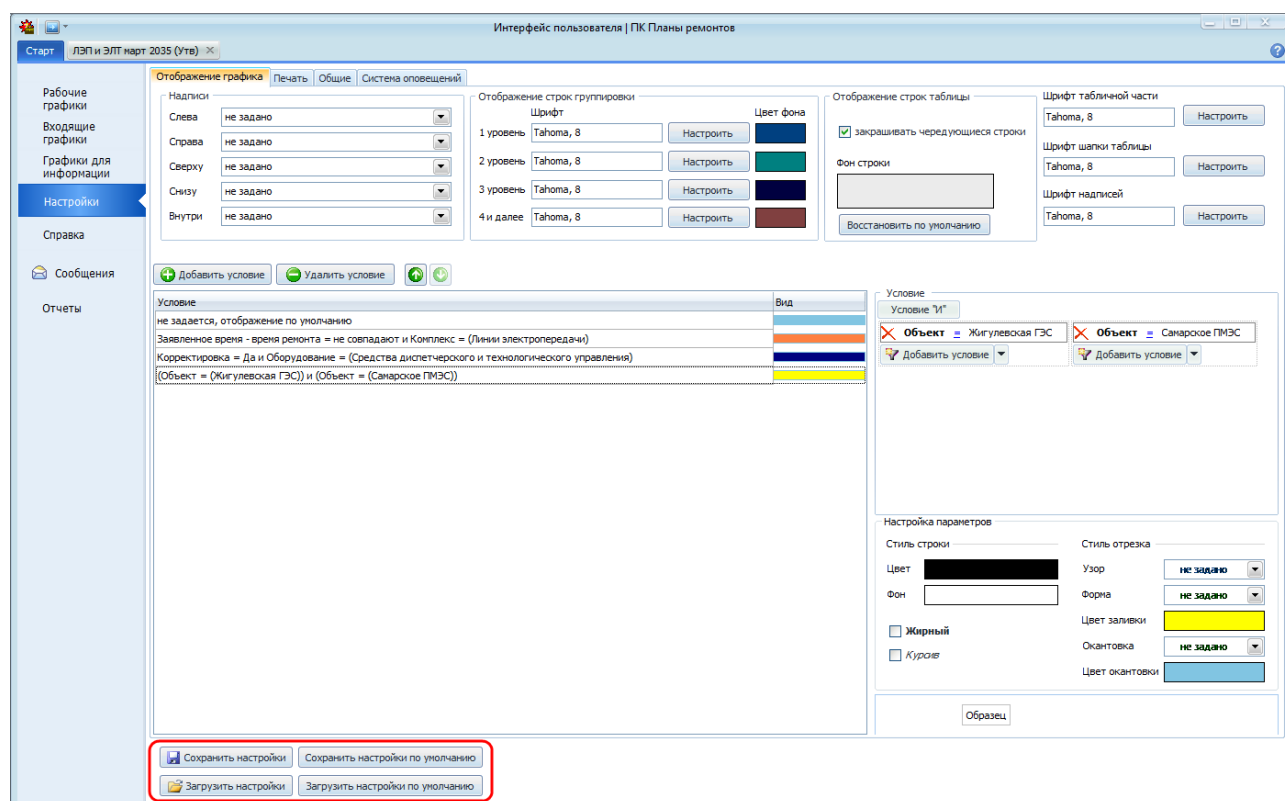 Интерфейс пользователя | ПК Планы ремонтов
Старт ЛЭП и ЭЛТ март 2035 (Утв)
Рабочие графики
Входящие графики
Графики для информации
Настройки
Справка
Сообщения
Отчеты
Отображение графика Печать Общие Система оповещений
Надписи
Слева не задано
Справа не задано
Сверху не задано
Снизу не задано
Внутри не задано
Отображение строк группировки
Шрифт Цвет фона
1 уровень Tahoma, 8 Настроить
2 уровень Tahoma, 8 Настроить
3 уровень Tahoma, 8 Настроить
4 и далее Tahoma, 8 Настроить
Отображение строк таблицы
закрашивать чередующиеся строки
Фон строки
Восстановить по умолчанию
Шрифт табличной части
Tahoma, 8 Настроить
Шрифт шапки таблицы
Tahoma, 8 Настроить
Шрифт надписей
Tahoma, 8 Настроить
Добавить условие Удалить условие
Условие Вид
не задается, отображение по умолчанию
Заявленное время - время ремонта = не совпадают и Комплекс = (Линии электропередачи)
Корректировка = Да и Оборудование = (Средства диспетчерского и технологического управления)
(Объект = (Жигулевская ГЭС)) и (Объект = (Самарское ПМЭС))
Условие
Условие "И"
Объект = Жигулевская ГЭС Объект = Самарское ПМЭС
Добавить условие Добавить условие
Настройка параметров
Стиль строки
Цвет
Фон
Жирный
Курсив
Стиль отрезка
Узор не задано
Форма не задано
Цвет заливки
Окантовка не задано
Цвет окантовки
Образец
Сохранить настройки Сохранить настройки по умолчанию
Загрузить настройки Загрузить настройки по умолчанию